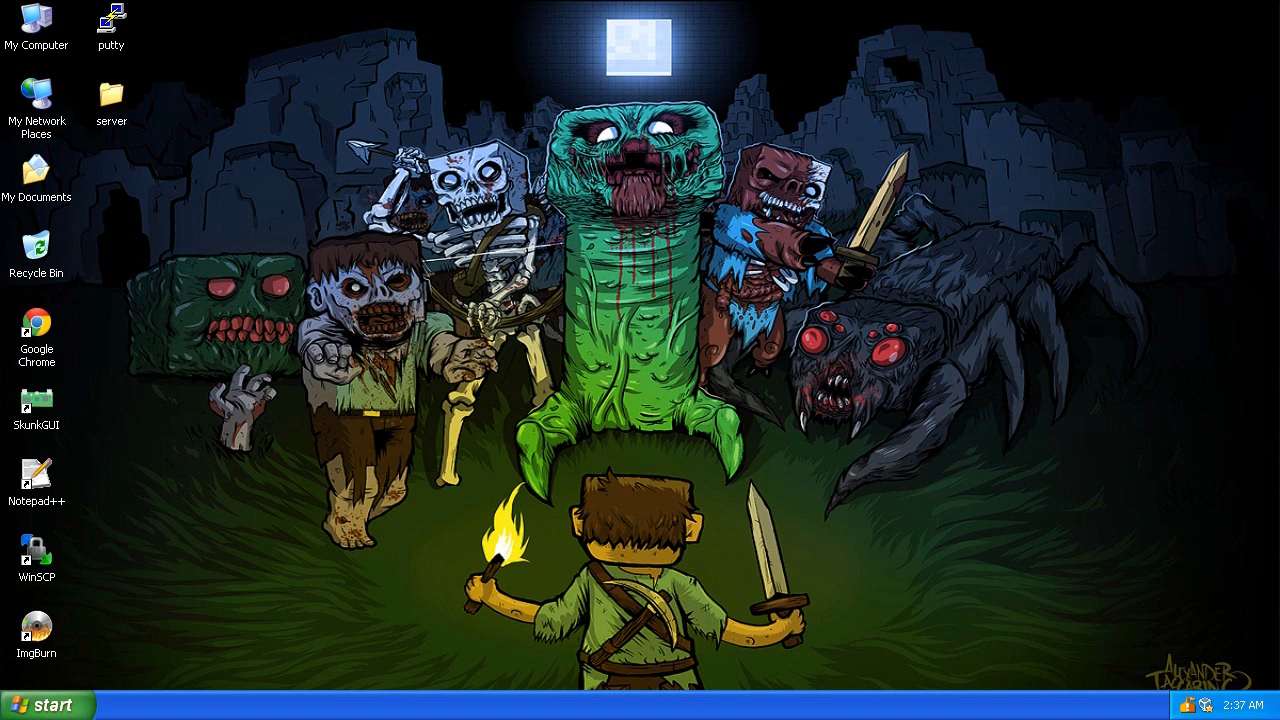 My Computer
putty
My Network
Places
server
My Documents
Recycle Bin
Google
Chrome
SkunkGUI
Notepad++
WinSCP
ImgBurn
ALEXANDER
start
2:37 AM